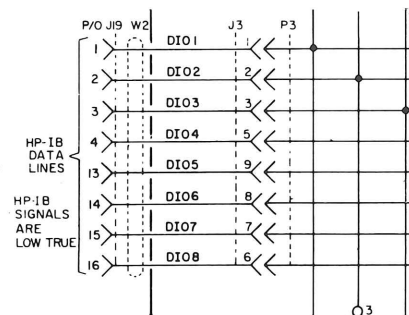 P/O J19 W2 J3 P3
1 DIO1 1
2 DIO2 2
3 DIO3 3
4 DIO4 5
13 DIO5 9
14 DIO6 8
15 DIO7 7
16 DIO8 6
HP-IB
DATA
LINES
HP-IB
SIGNALS
ARE
LOW TRUE
3